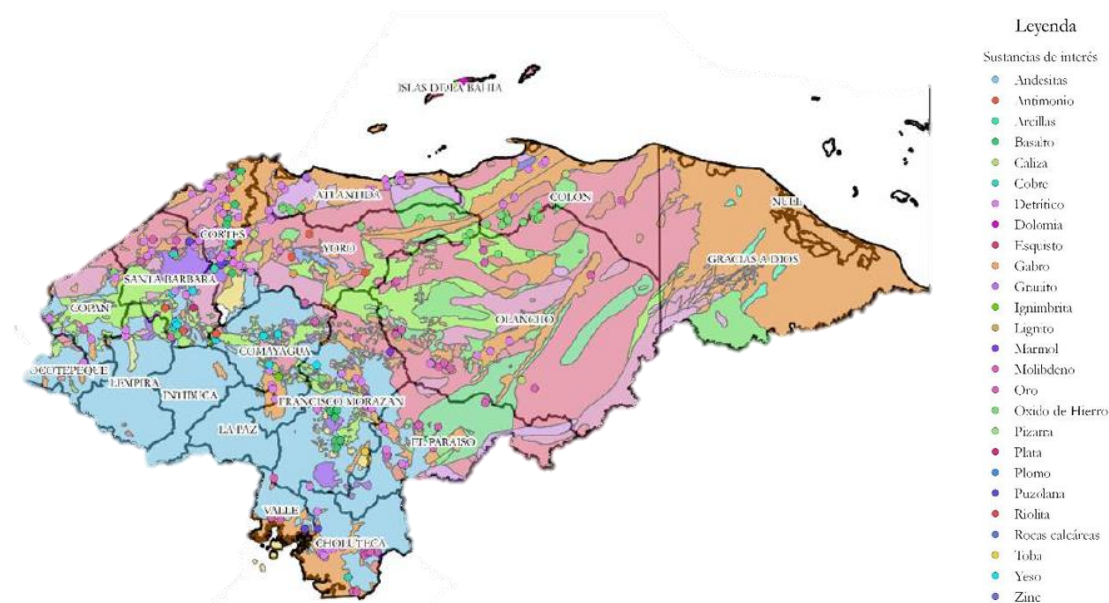 Leyenda
Sustancias de interés
Andesitas
Antimonio
Arcillas
Basalto
Caliza
Cobre
Detrítico
Dolomia
Esquisto
Gabro
Granito
Ignimbrita
Lignito
Marmol
Molibdeno
Oro
Oxido de Hierro
Pizarra
Plata
Plomo
Puzolana
Riolita
Rocas calcáreas
Toba
Yeso
Zinc
ISLAS DE LA BAHIA
ATLANTIDA
COLON
NULL
CORTES
YORO
GRACIAS A DIOS
SANTA BARBARA
COPAN
OLANCHO
COMAYAGUA
OCOTEPEQUE
LEMPIRA
INTIBUCA
FRANCISCO MORAZAN
LA PAZ
EL PARAISO
VALLE
CHOLUTECA